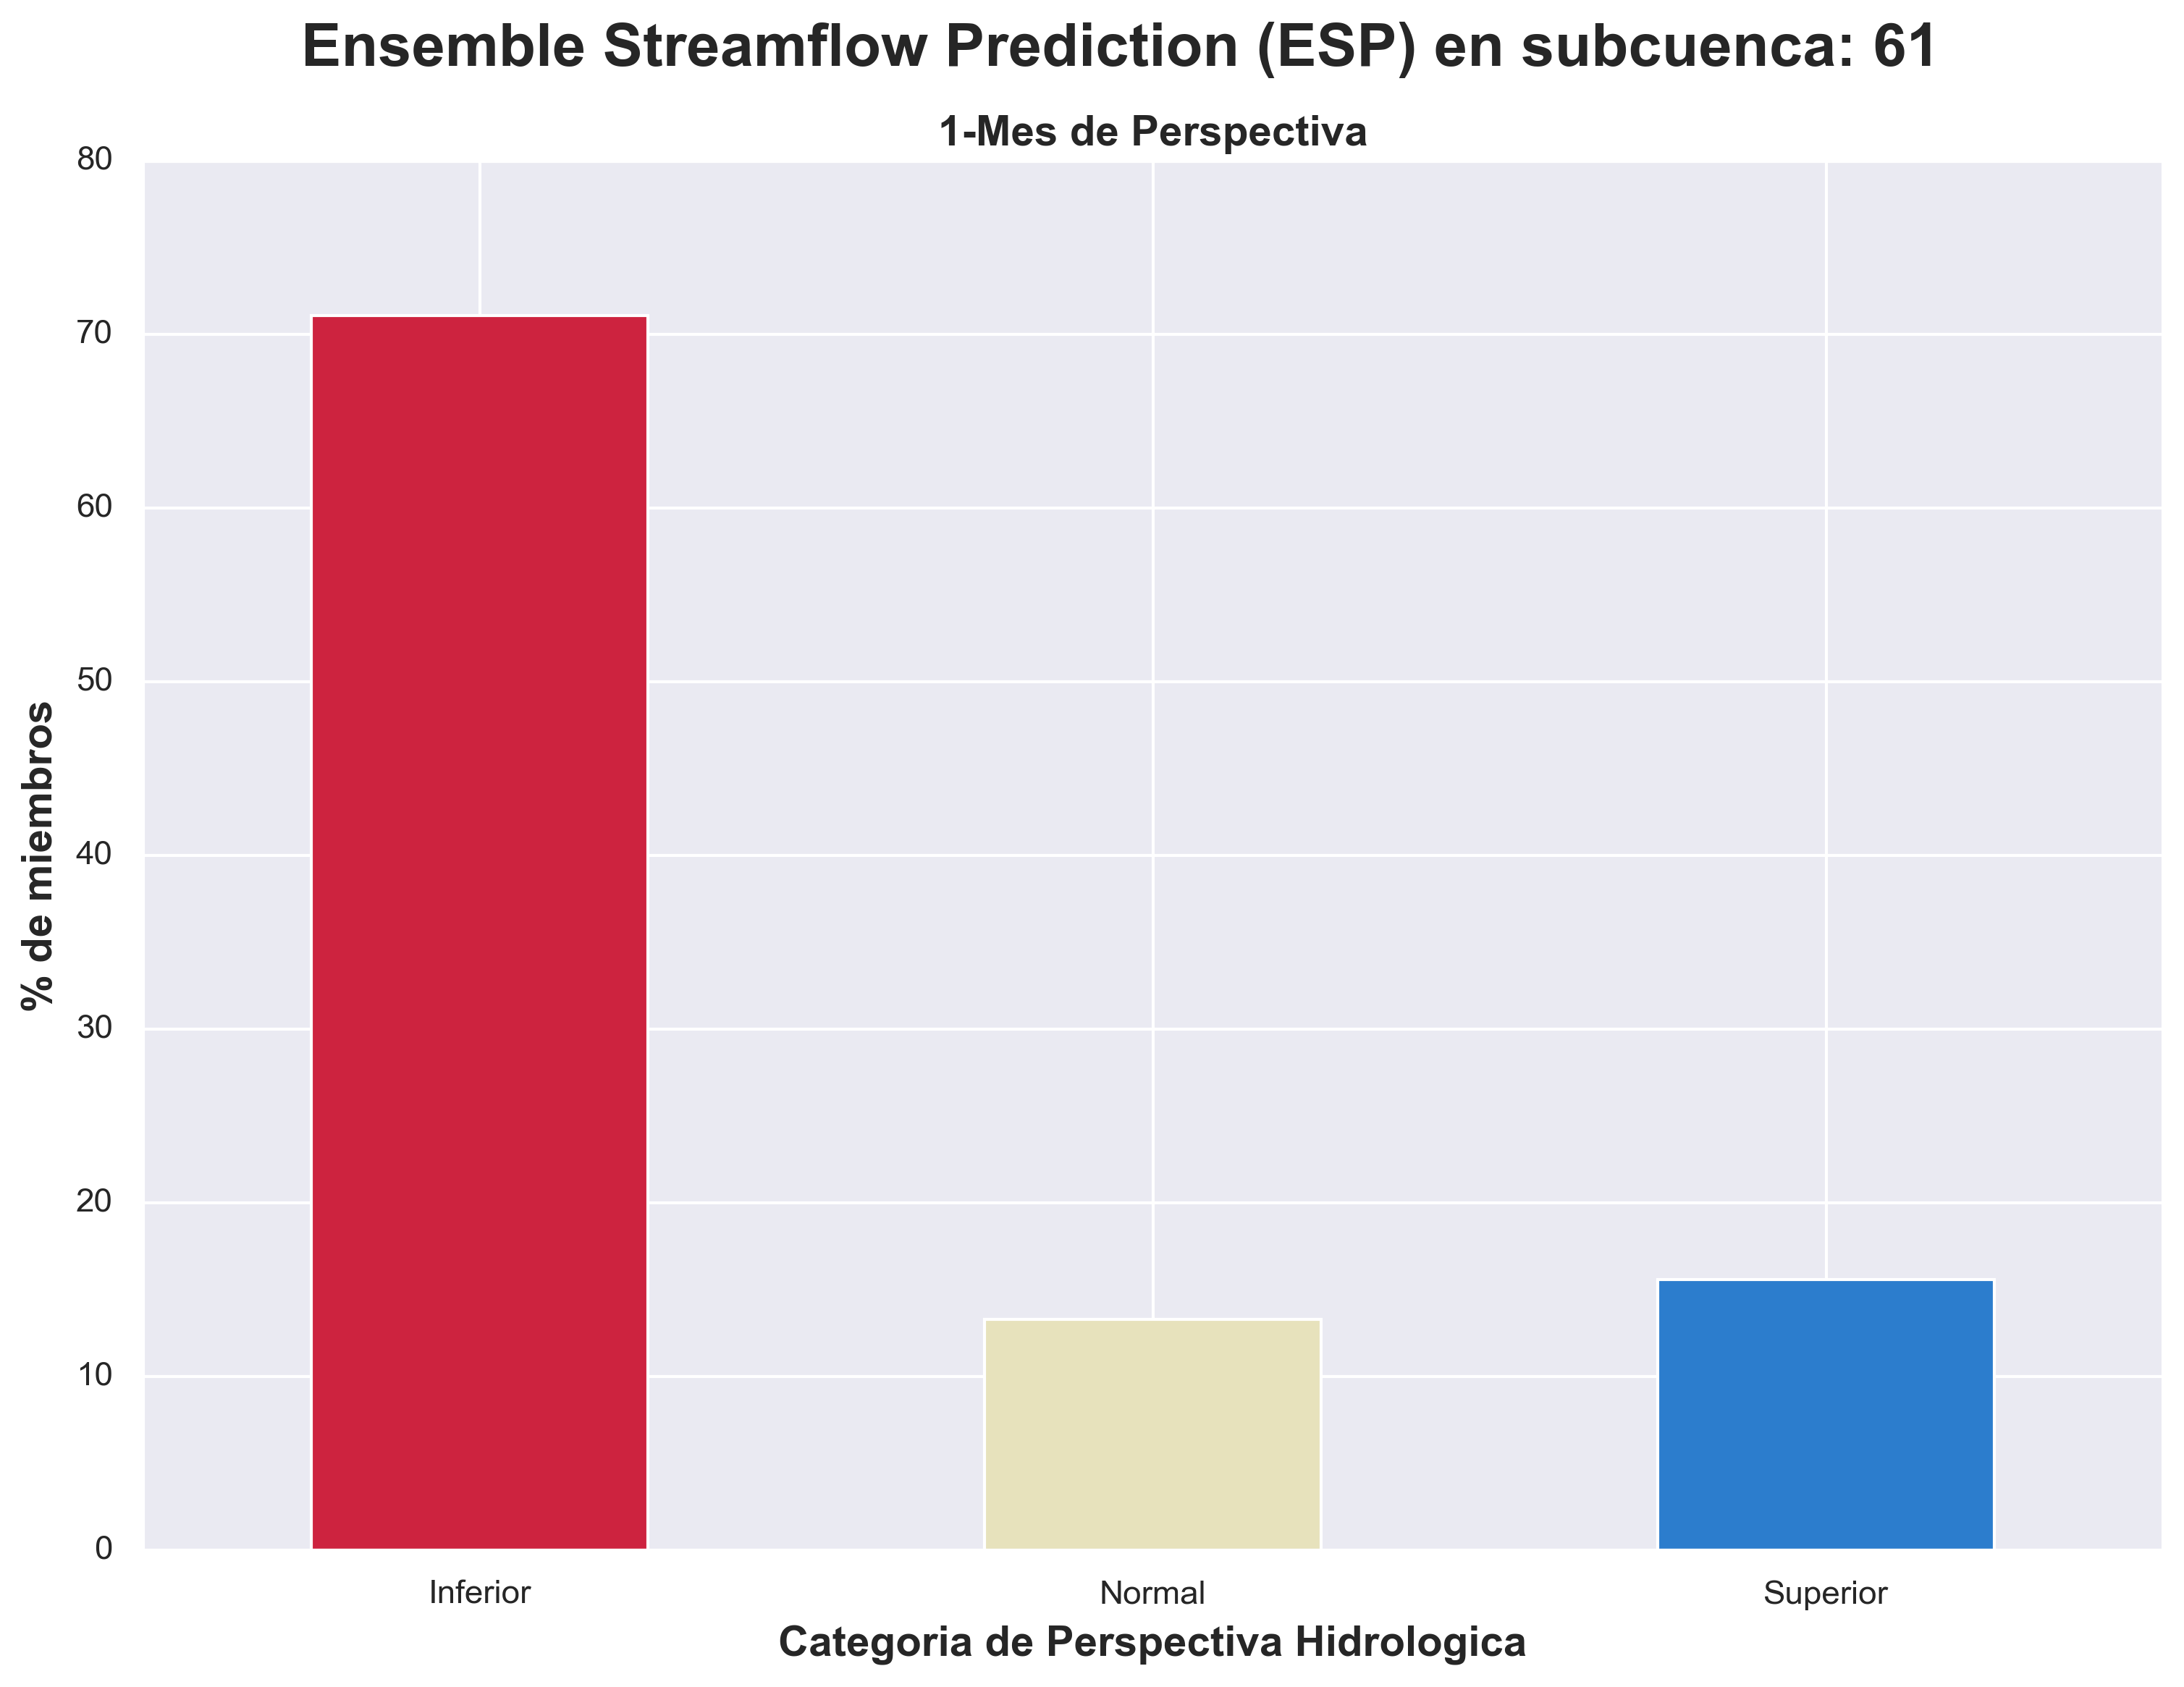 Ensemble Streamflow Prediction (ESP) en subcuenca: 61
1-Mes de Perspectiva
80
70
60
50
40
30
20
10
0
% de miembros
Inferior
Normal
Superior
Categoria de Perspectiva Hidrologica